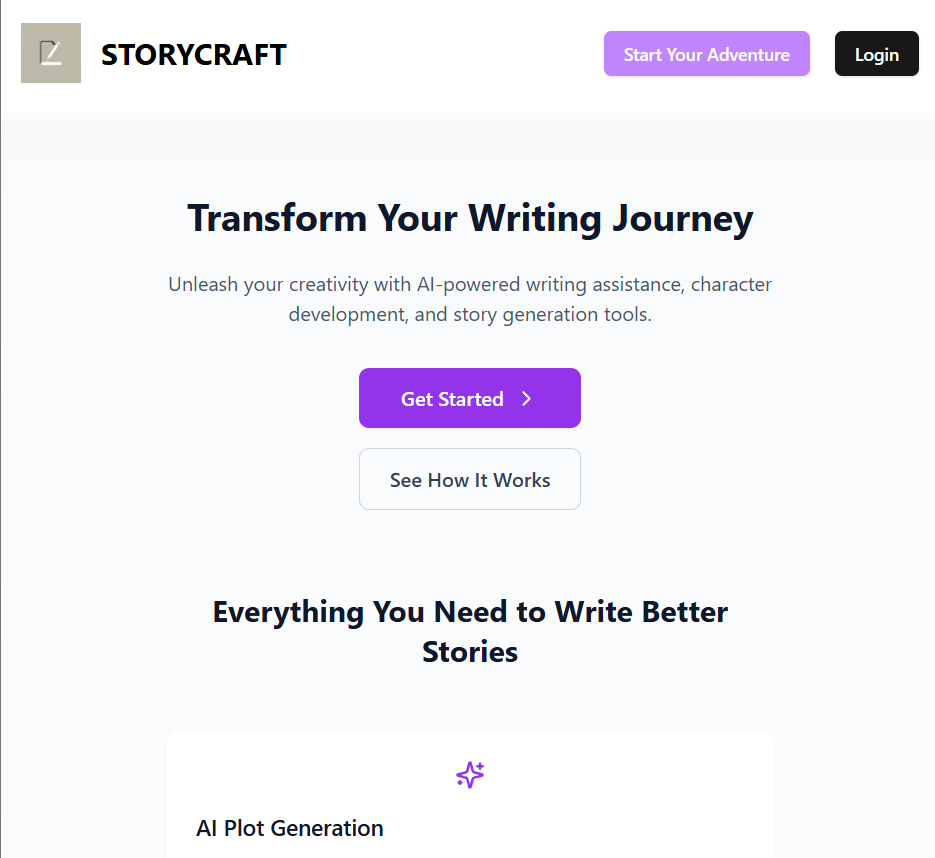 STORYCRAFT
Start Your Adventure
Login
Transform Your Writing Journey
Unleash your creativity with AI-powered writing assistance, character
development, and story generation tools.
Get Started
See How It Works
Everything You Need to Write Better
Stories
AI Plot Generation